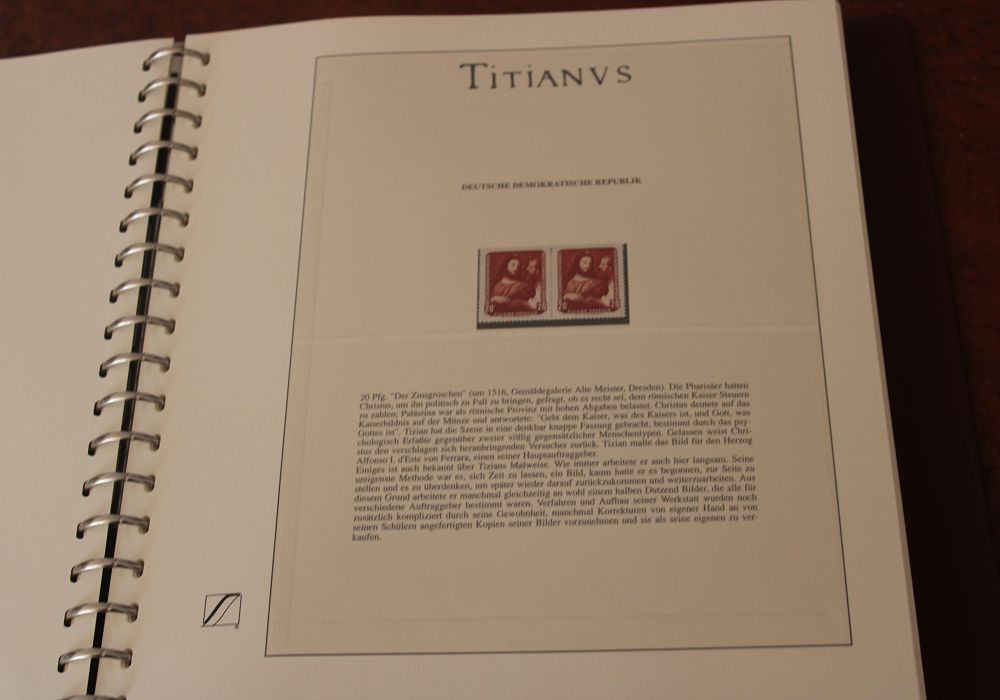 TITIANVS
DEUTSCHE DEMOKRATISCHE REPUBLIK
20 20 20 20
20 Pfg. "Der Zinsgroschen" (um 1516, Gemäldegalerie Alte Meister, Dresden). Die Pharisäer hatten
Christus, um ihn politisch zu Fall zu bringen, gefragt, ob es recht sei, dem römischen Kaiser Steuern
zu zahlen; Palästina war als römische Provinz mit hohen Abgaben belastet. Christus deutete auf das
Kaiserbildnis auf der Münze und antwortete: "Gebt dem Kaiser, was des Kaisers ist, und Gott, was
Gottes ist". Tizian hat die Szene in eine denkbar knappe Fassung gebracht, bestimmt durch das psy-
chologisch Erfaßte gegenüber zweier völlig gegensätzlicher Menschentypen. Gelassen weist Chri-
stus den verschlagen sich heranbringenden Versucher zurück. Tizian malte das Bild für den Herzog
Alfonso I. d'Este von Ferrara, einen seiner Hauptauftraggeber.
Einiges ist auch bekannt über Tizians Malweise. Wie immer arbeitete er auch hier langsam. Seine
ureigenste Methode war es, sich Zeit zu lassen, ein Bild, kaum hatte er es begonnen, zur Seite zu
stellen und es zu überdenken, um später wieder darauf zurückzukommen und weiterzuarbeiten. Aus
diesem Grund arbeitete er manchmal gleichzeitig an wohl einem halben Dutzend Bilder, die alle für
verschiedene Auftraggeber bestimmt waren. Verfahren und Aufbau seiner Werkstatt wurden noch
zusätzlich kompliziert durch seine Gewohnheit, manchmal Korrekturen von eigener Hand an von
seinen Schülern angefertigten Kopien seiner Bilder vorzunehmen und sie als seine eigenen zu ver-
kaufen.